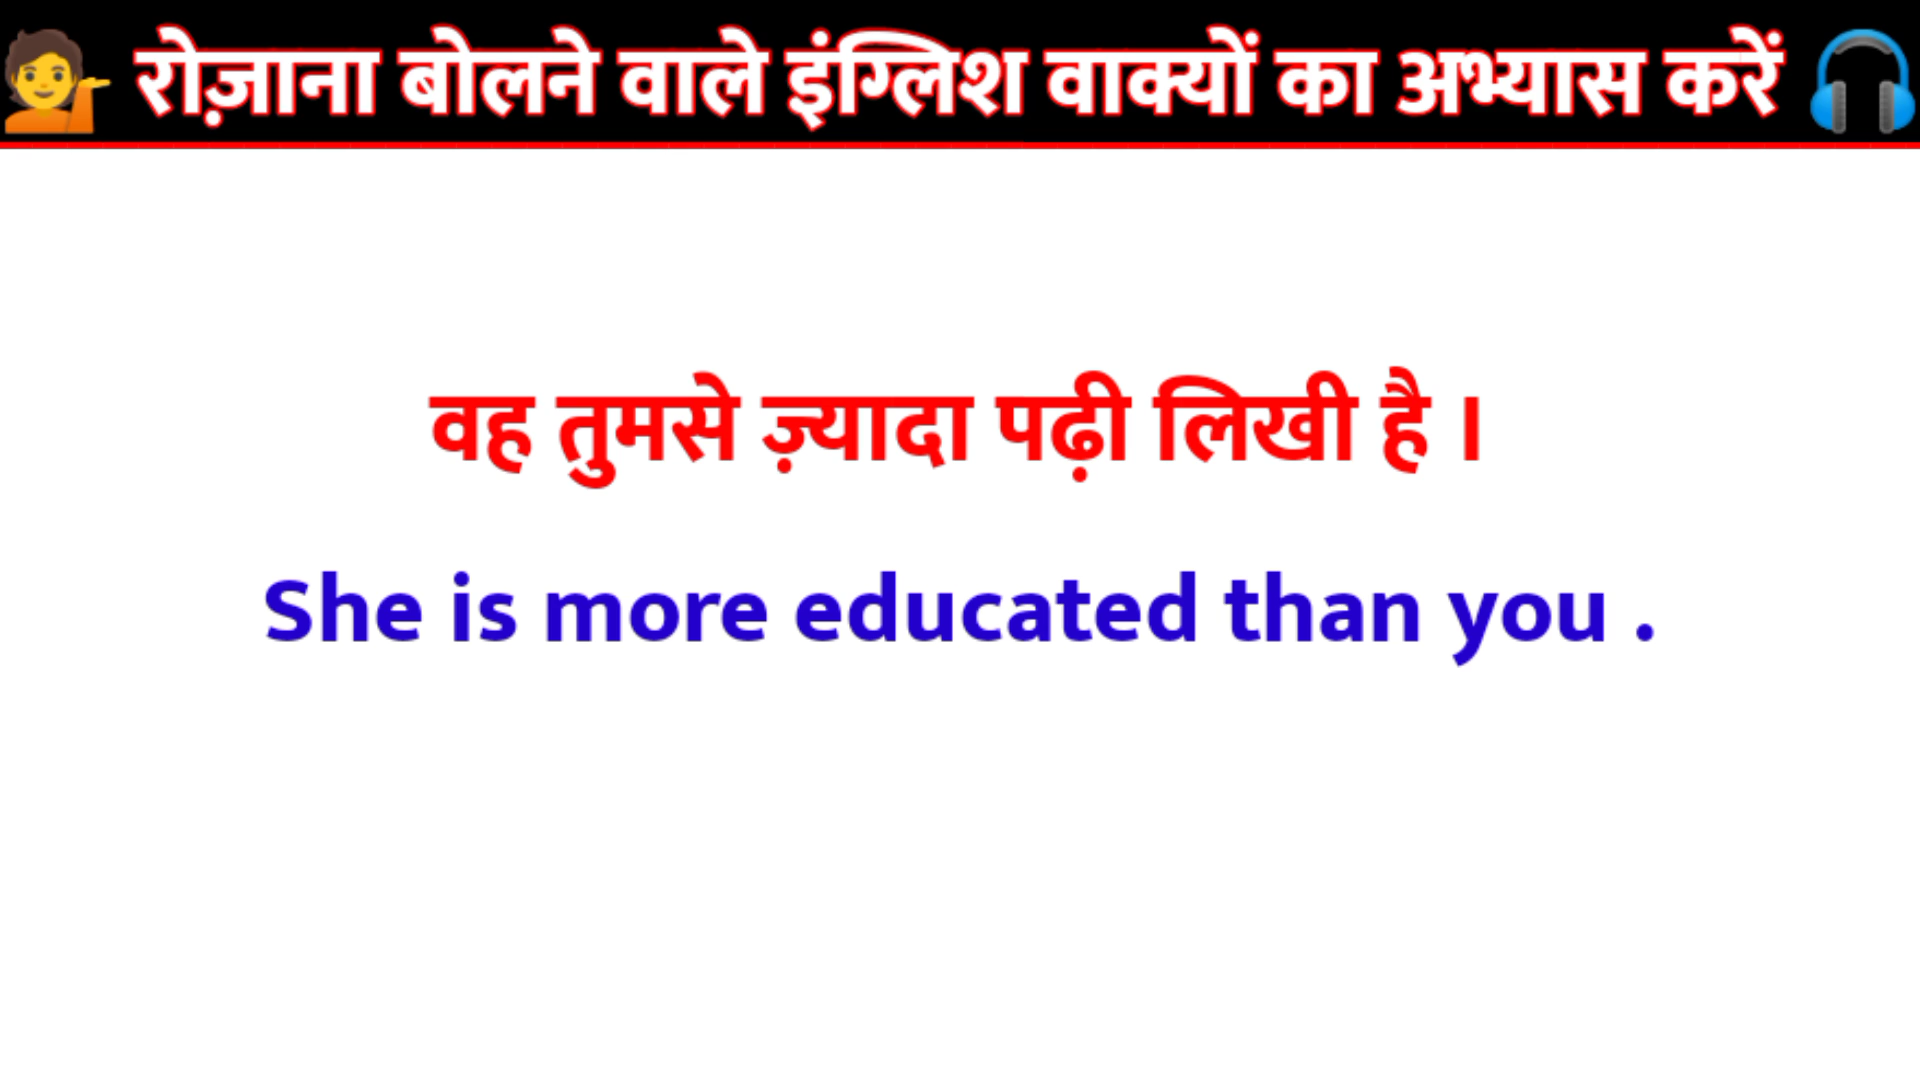 रोज़ाना बोलने वाले इंग्लिश वाक्यों का अभ्यास करें
वह तुमसे ज़्यादा पढ़ी लिखी है ।
She is more educated than you .